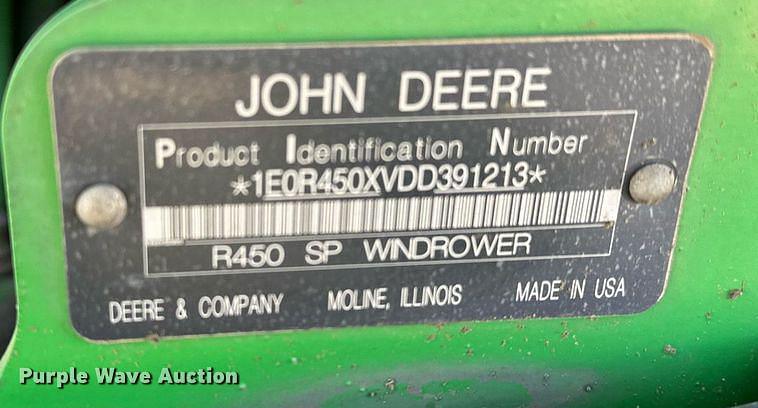 JOHN DEERE
Product Identification Number
*1E0R450XVDD391213*
R450 SP WINDROWER
DEERE & COMPANY MOLINE, ILLINOIS MADE IN USA
Purple Wave Auction